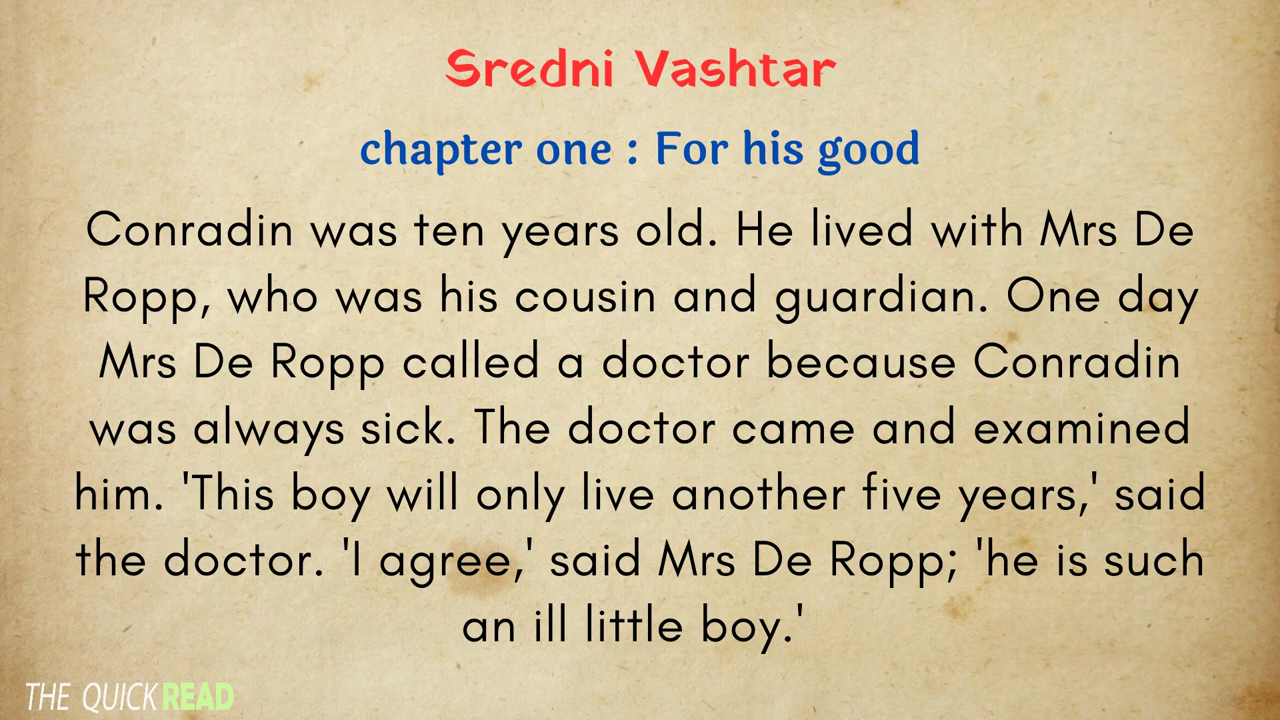 Sredni Vashtar
chapter one : For his good
Conradin was ten years old. He lived with Mrs De
Ropp, who was his cousin and guardian. One day
Mrs De Ropp called a doctor because Conradin
was always sick. The doctor came and examined
him. 'This boy will only live another five years,' said
the doctor. 'I agree,' said Mrs De Ropp; 'he is such
an ill little boy.'
THE QUICK READ